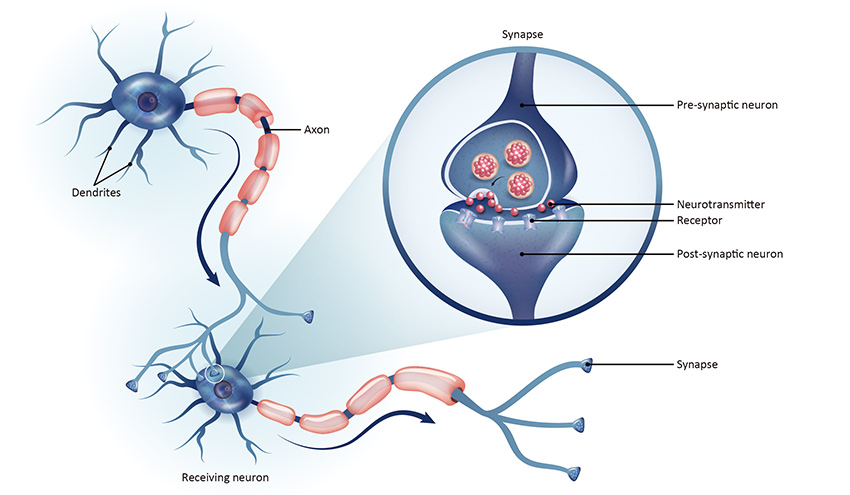 Synapse
Pre-synaptic neuron
Axon
Dendrites
Neurotransmitter
Receptor
Post-synaptic neuron
Synapse
Receiving neuron